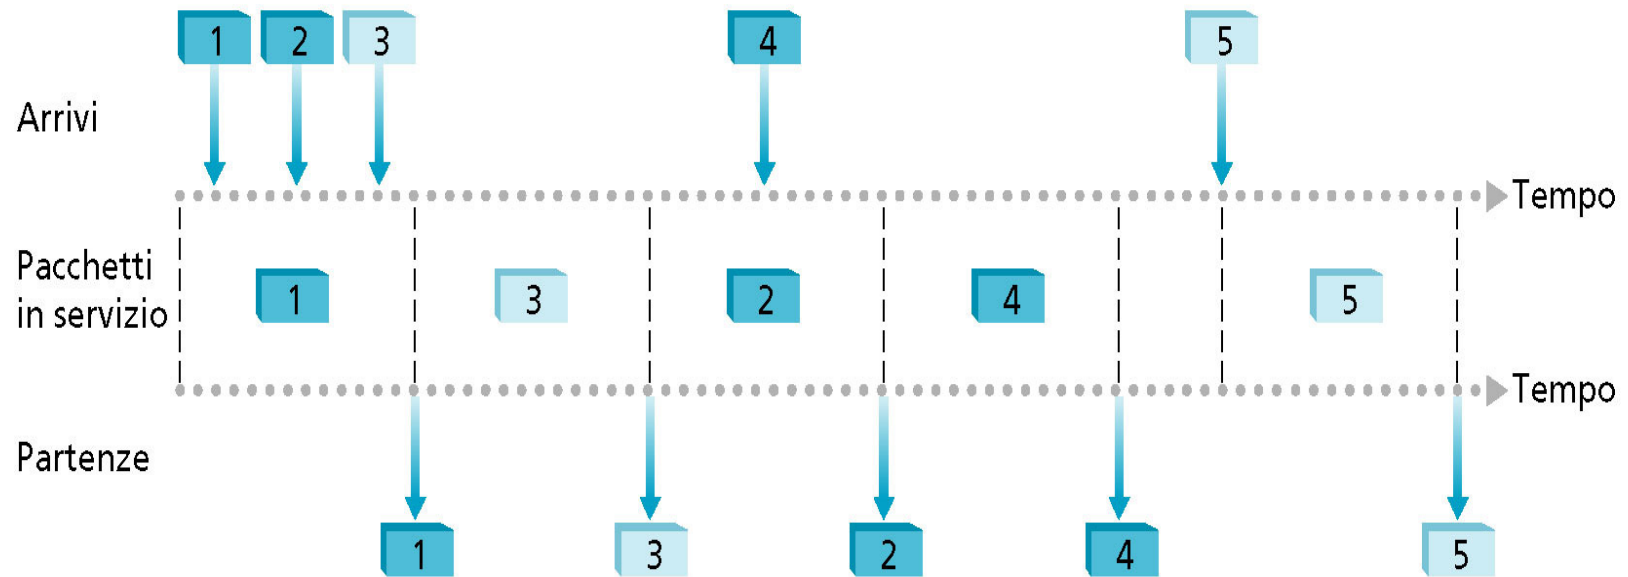 1 2 3 4 5
Arrivi
Tempo
Pacchetti
in servizio
1 3 2 4 5
Tempo
Partenze
1 3 2 4 5